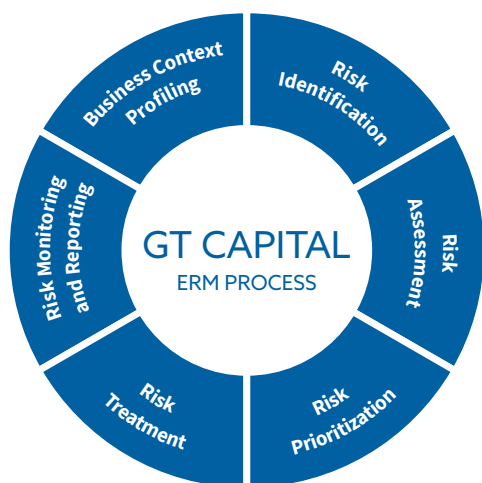 Business Context
Profiling
Risk
Identification
Risk
Assessment
Risk
Prioritization
Risk
Treatment
Risk Monitoring
and Reporting
GT CAPITAL
ERM PROCESS